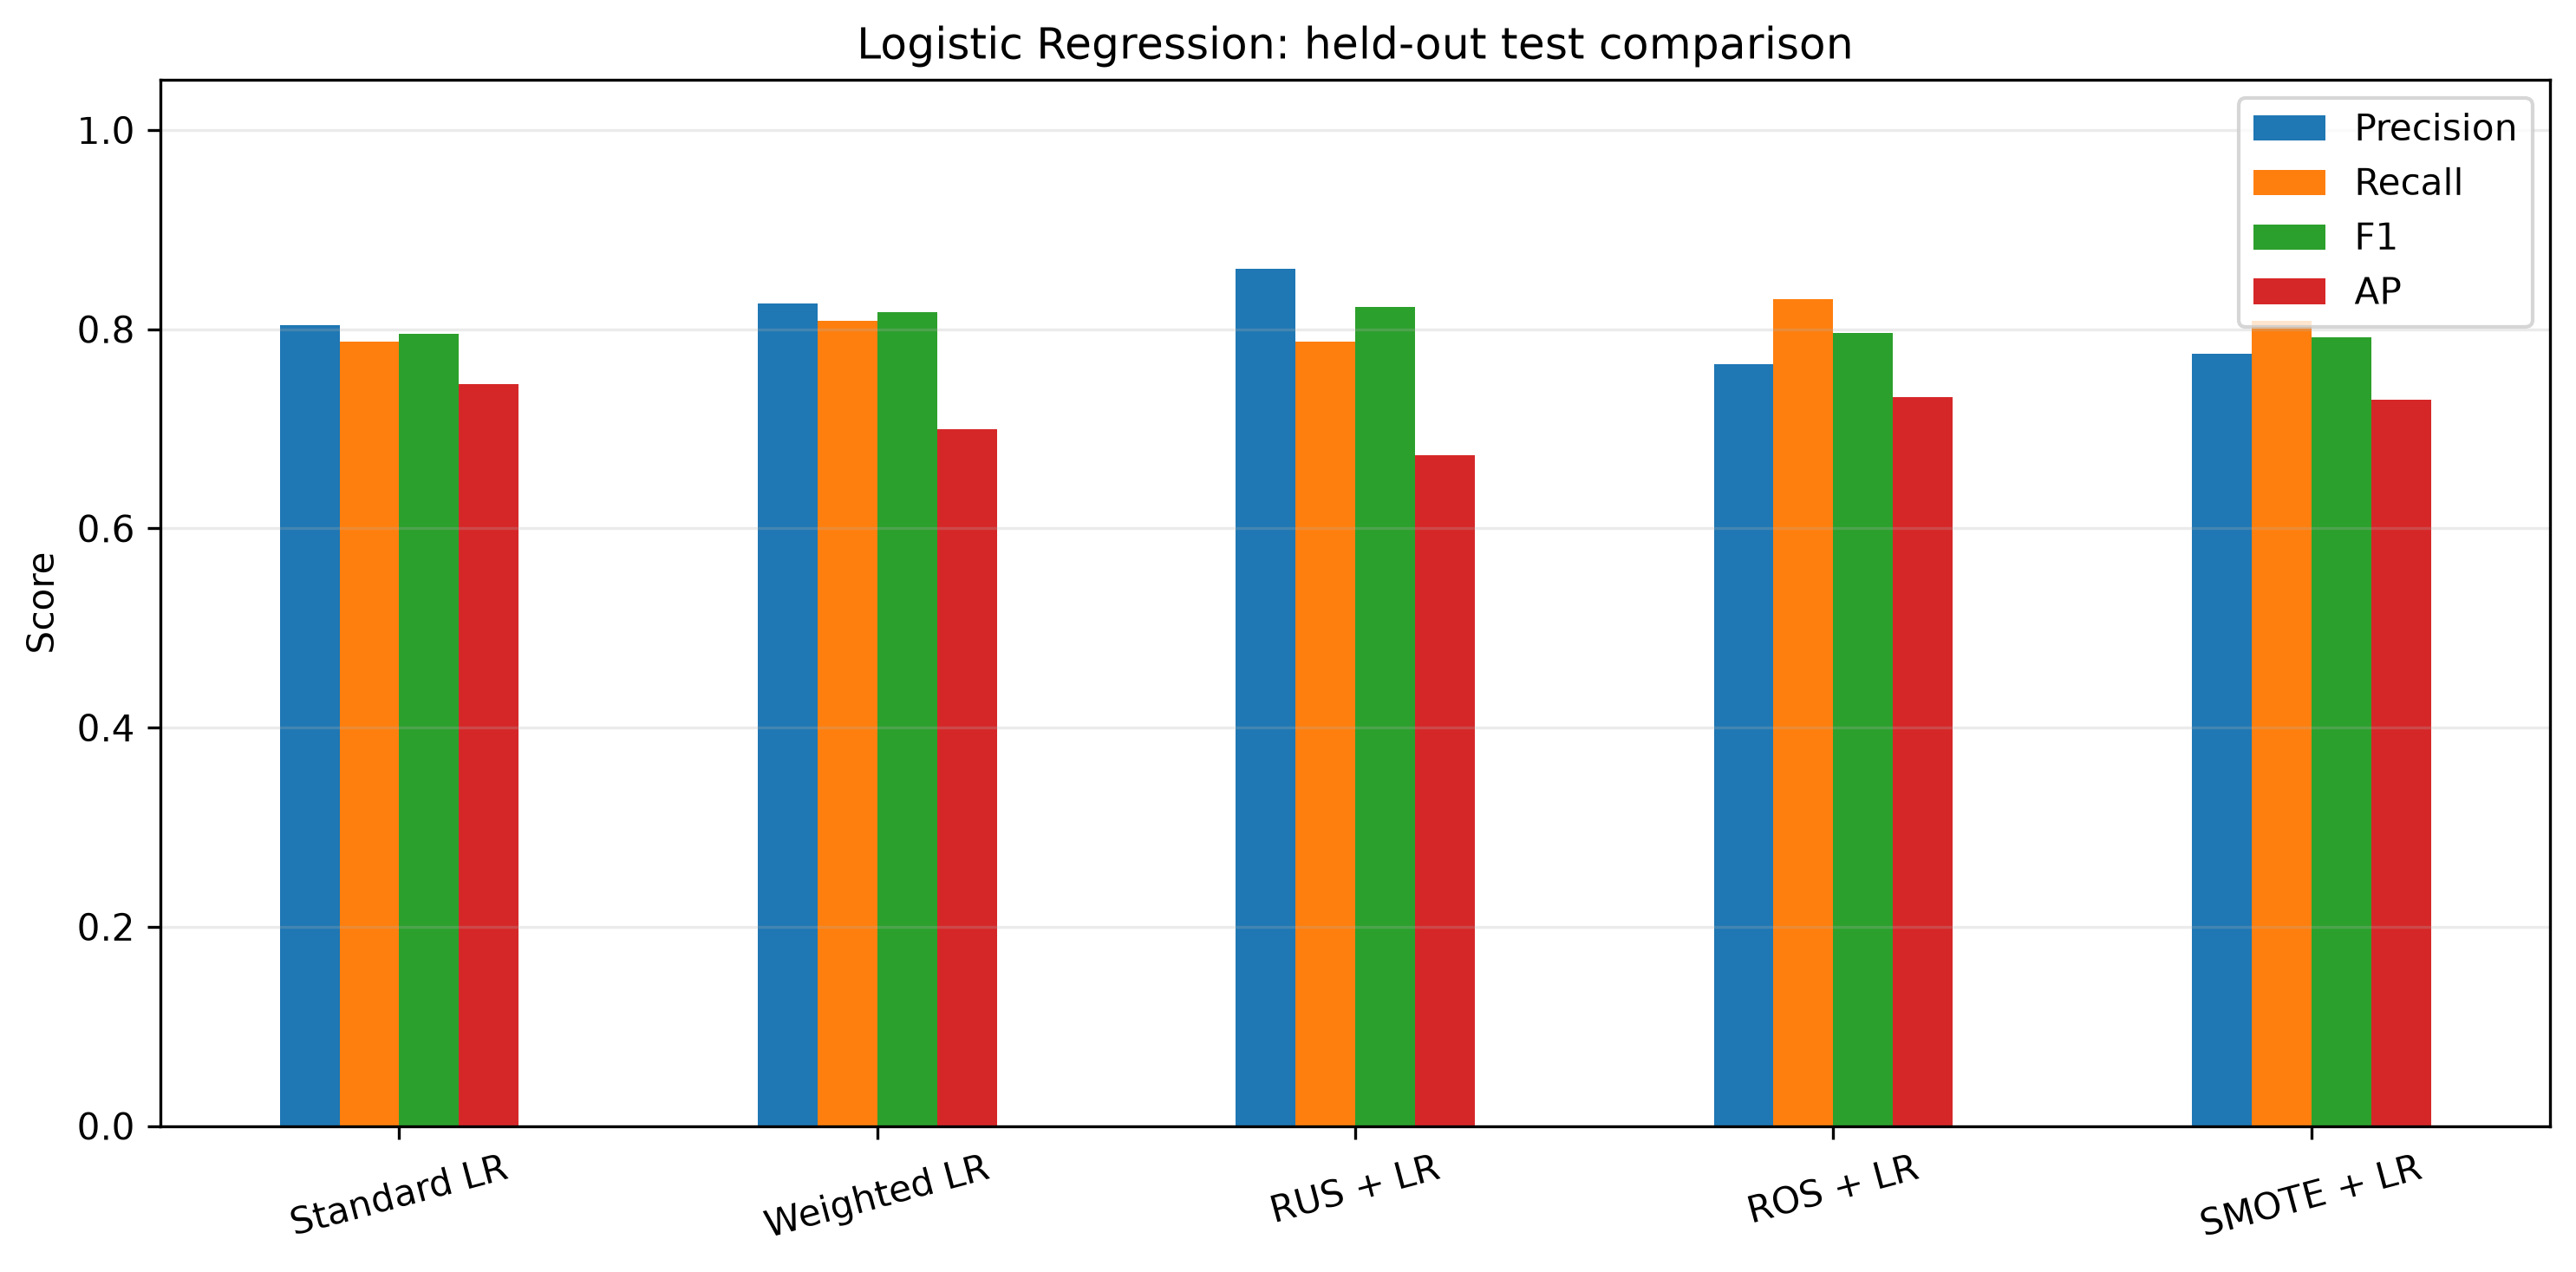 Logistic Regression: held-out test comparison
Precision
Recall
F1
AP
Score
1.0
0.8
0.6
0.4
0.2
0.0
Standard LR
Weighted LR
RUS + LR
ROS + LR
SMOTE + LR